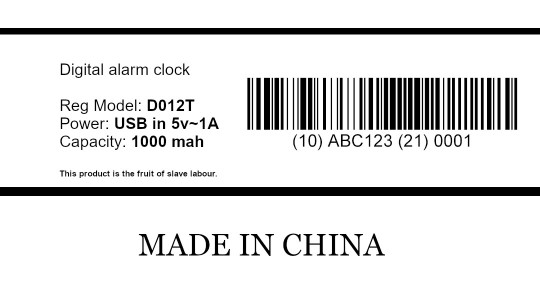 Digital alarm clock
Reg Model: D012T
Power: USB in 5v~1A
Capacity: 1000 mah
(10) ABC123 (21) 0001
This product is the fruit of slave labour.
MADE IN CHINA